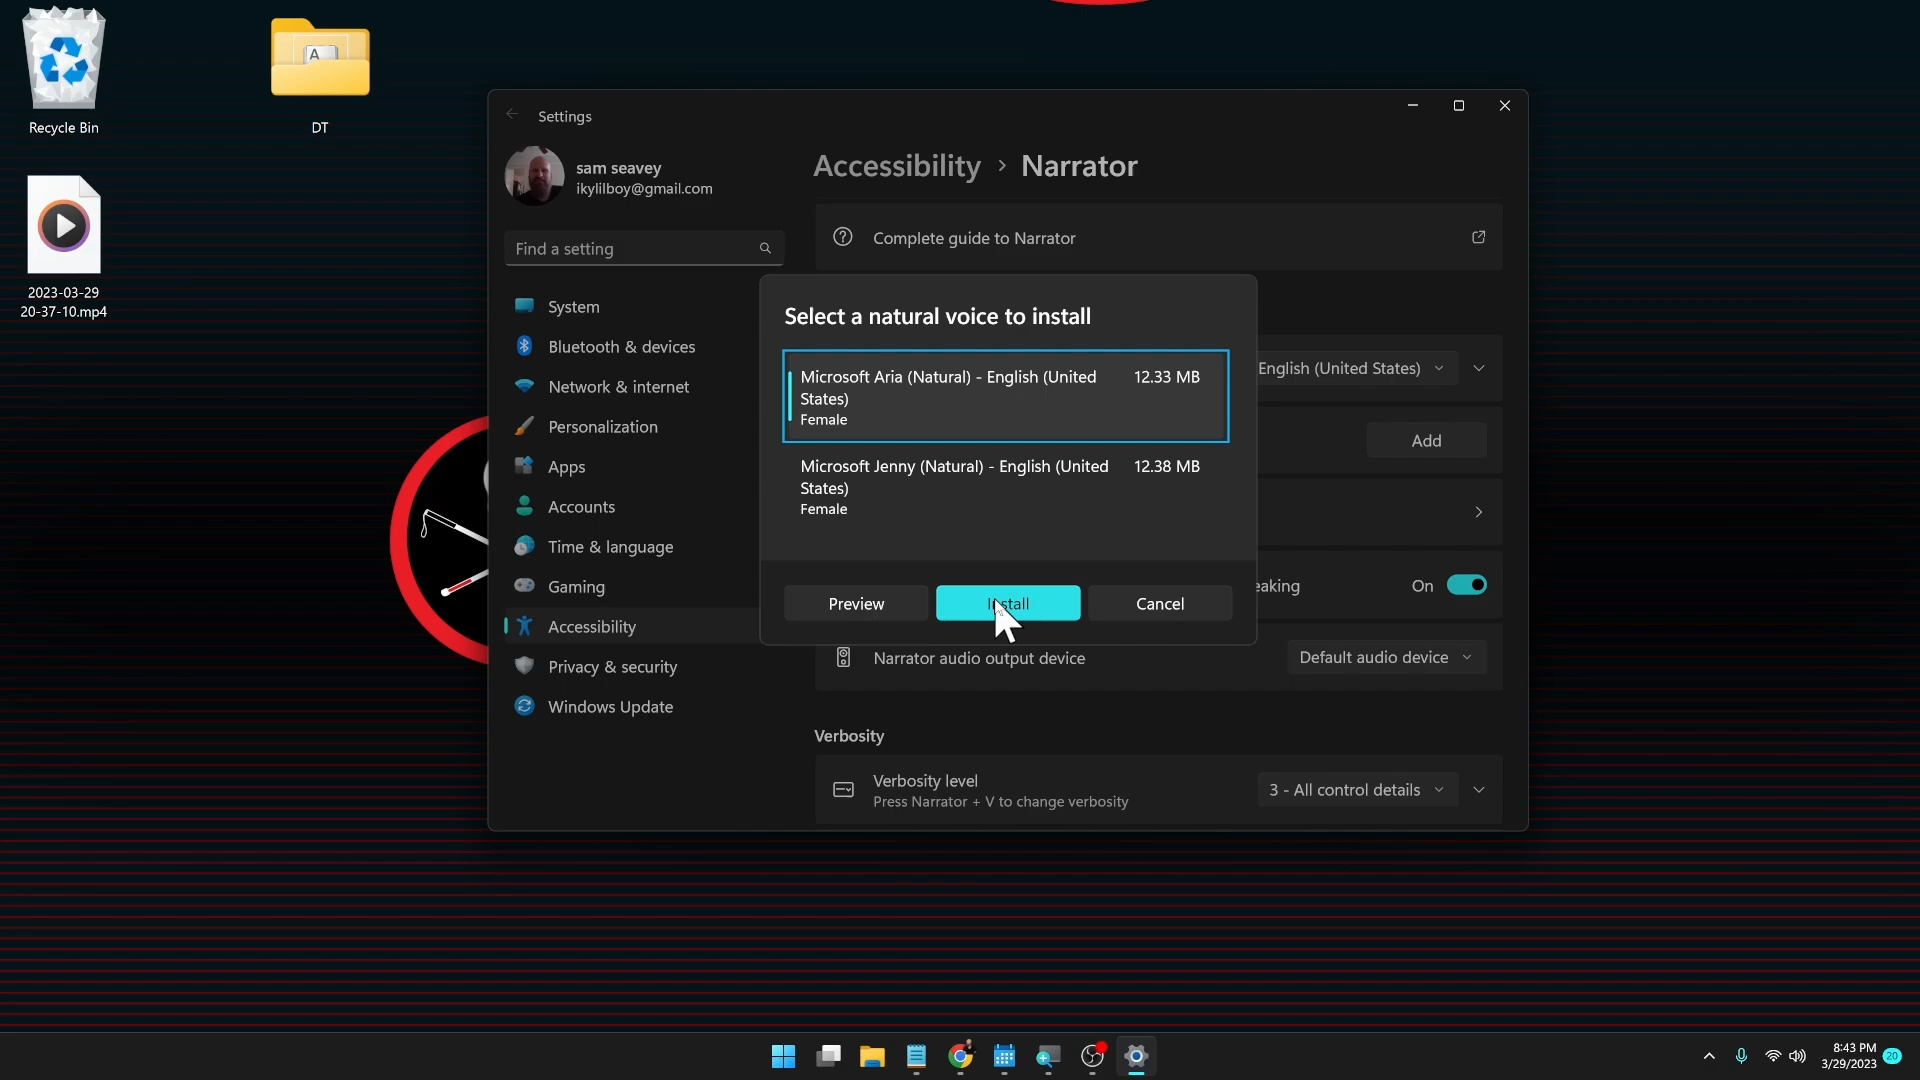 Recycle Bin
DT
2023-03-29
20-37-10.mp4
Settings
sam seavey
ikylilboy@gmail.com
Find a setting
System
Bluetooth & devices
Network & internet
Personalization
Apps
Accounts
Time & language
Gaming
Accessibility
Privacy & security
Windows Update
Accessibility > Narrator
Complete guide to Narrator
English (United States)
Add
eaking
On
Select a natural voice to install
Microsoft Aria (Natural) - English (United 12.33 MB
States)
Female
Microsoft Jenny (Natural) - English (United 12.38 MB
States)
Female
Preview
Install
Cancel
Narrator audio output device
Default audio device
Verbosity
Verbosity level
Press Narrator + V to change verbosity
3 - All control details
8:43 PM
3/29/2023
20